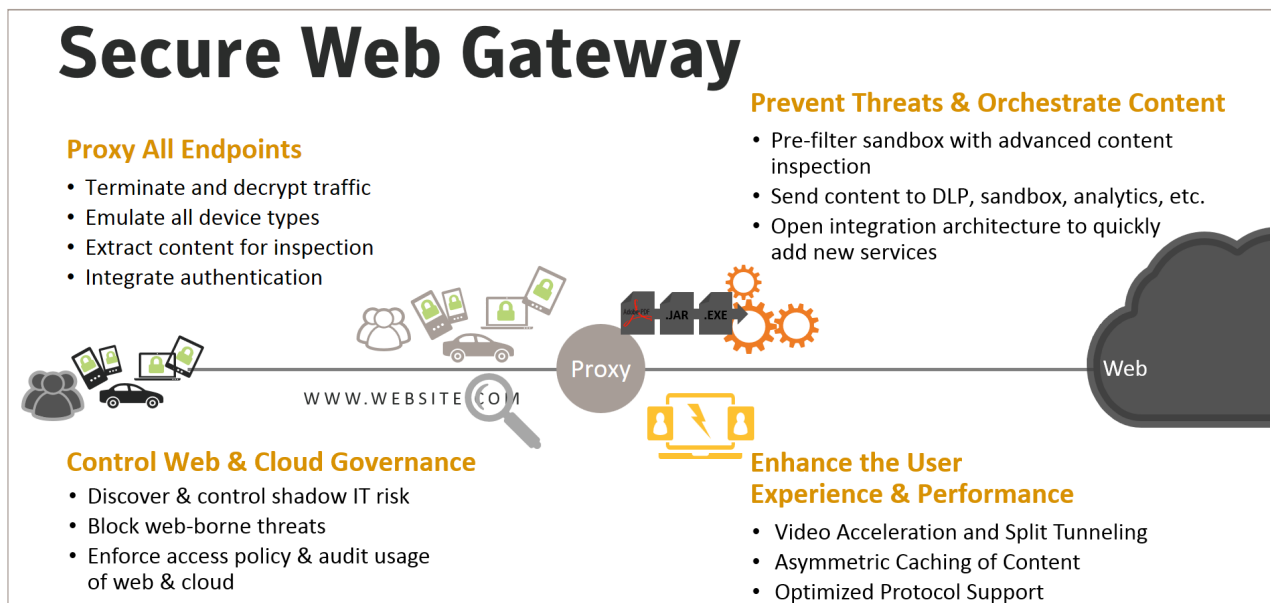 Secure Web Gateway
Prevent Threats & Orchestrate Content
• Pre-filter sandbox with advanced content
inspection
• Send content to DLP, sandbox, analytics, etc.
• Open integration architecture to quickly
add new services
Proxy All Endpoints
• Terminate and decrypt traffic
• Emulate all device types
• Extract content for inspection
• Integrate authentication
Adobe PDF
.JAR
.EXE
Proxy
Web
WWW.WEBSITE.COM
Control Web & Cloud Governance
• Discover & control shadow IT risk
• Block web-borne threats
• Enforce access policy & audit usage
of web & cloud
Enhance the User
Experience & Performance
• Video Acceleration and Split Tunneling
• Asymmetric Caching of Content
• Optimized Protocol Support